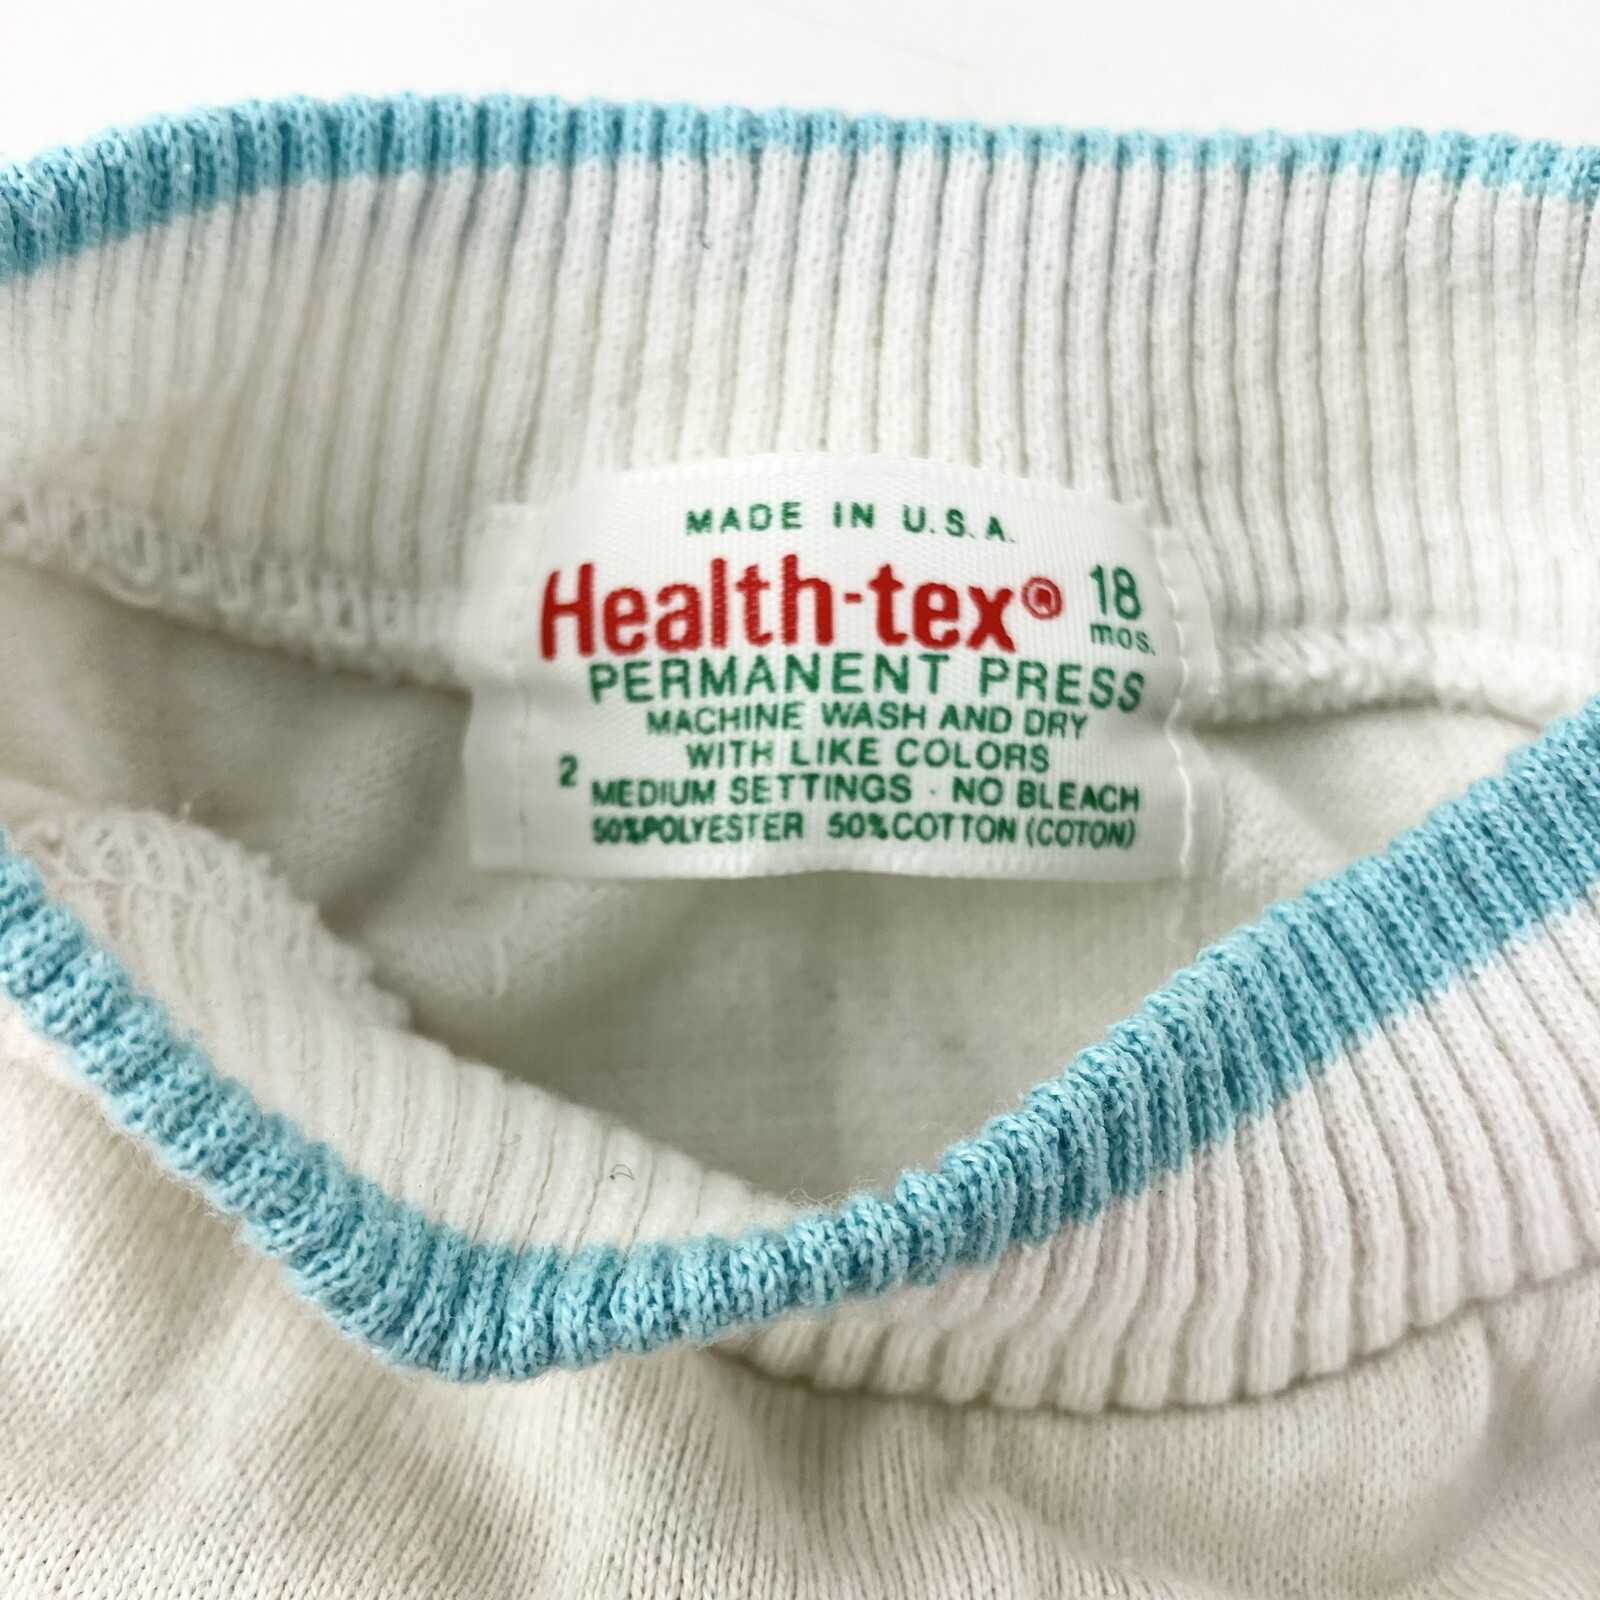 MADE IN U.S.A.
Health-tex® 18
mos.
PERMANENT PRESS
MACHINE WASH AND DRY
WITH LIKE COLORS
2
MEDIUM SETTINGS · NO BLEACH
50%POLYESTER 50%COTTON (COTON)